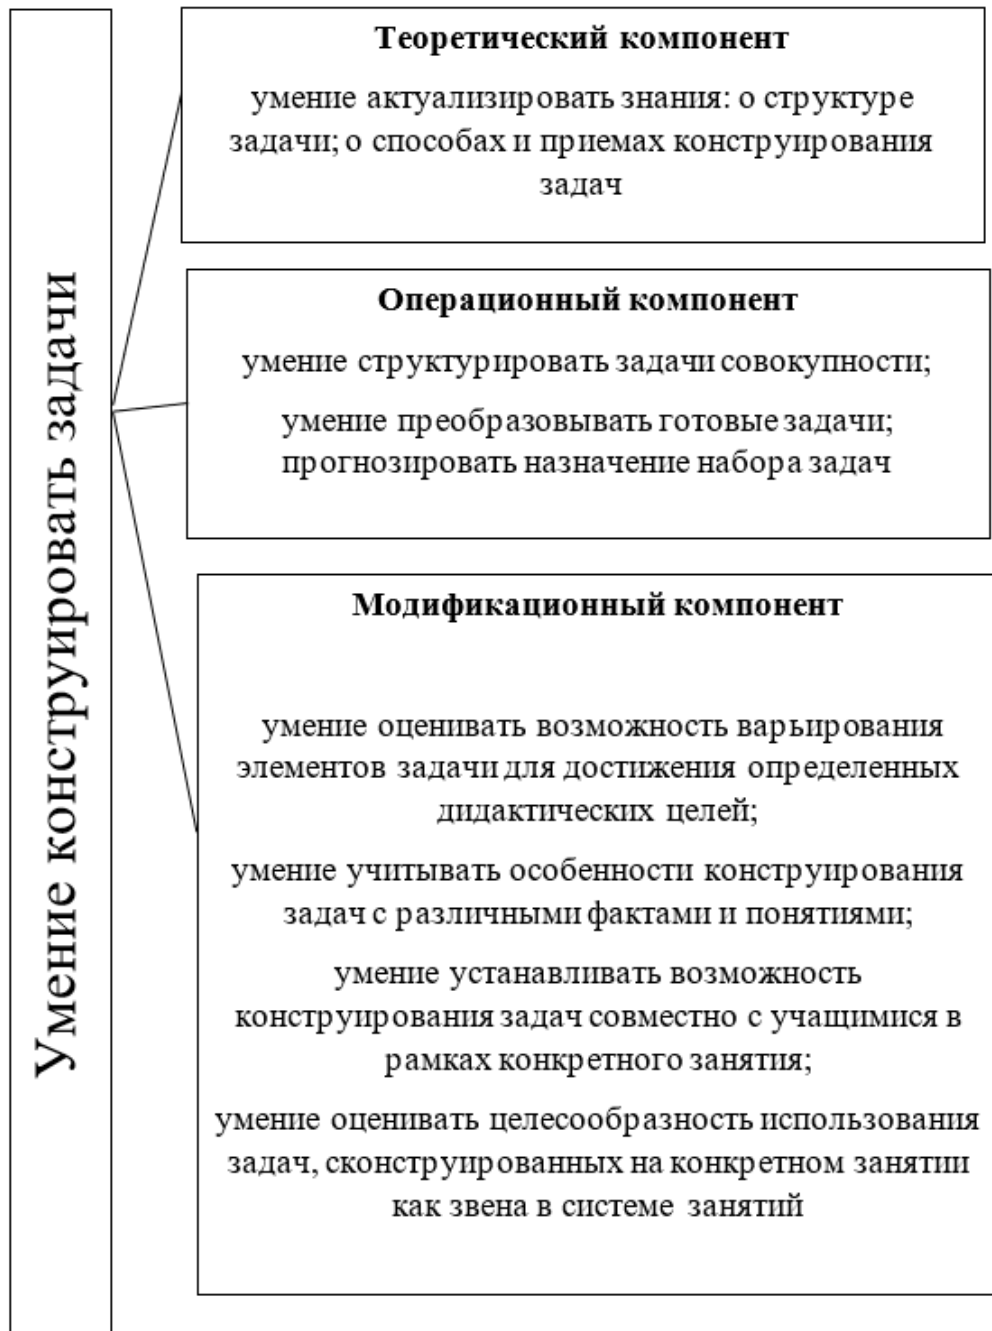 Умение конструировать задачи
Теоретический компонент
умение актуализировать знания: о структуре
задачи; о способах и приемах конструирования
задач
Операционный компонент
умение структурировать задачи совокупности;
умение преобразовывать готовые задачи;
прогнозировать назначение набора задач
Модификационный компонент
умение оценивать возможность варьирования
элементов задачи для достижения определенных
дидактических целей;
умение учитывать особенности конструирования
задач с различными фактами и понятиями;
умение устанавливать возможность
конструирования задач совместно с учащимися в
рамках конкретного занятия;
умение оценивать целесообразность использования
задач, сконструированных на конкретном занятии
как звена в системе занятий